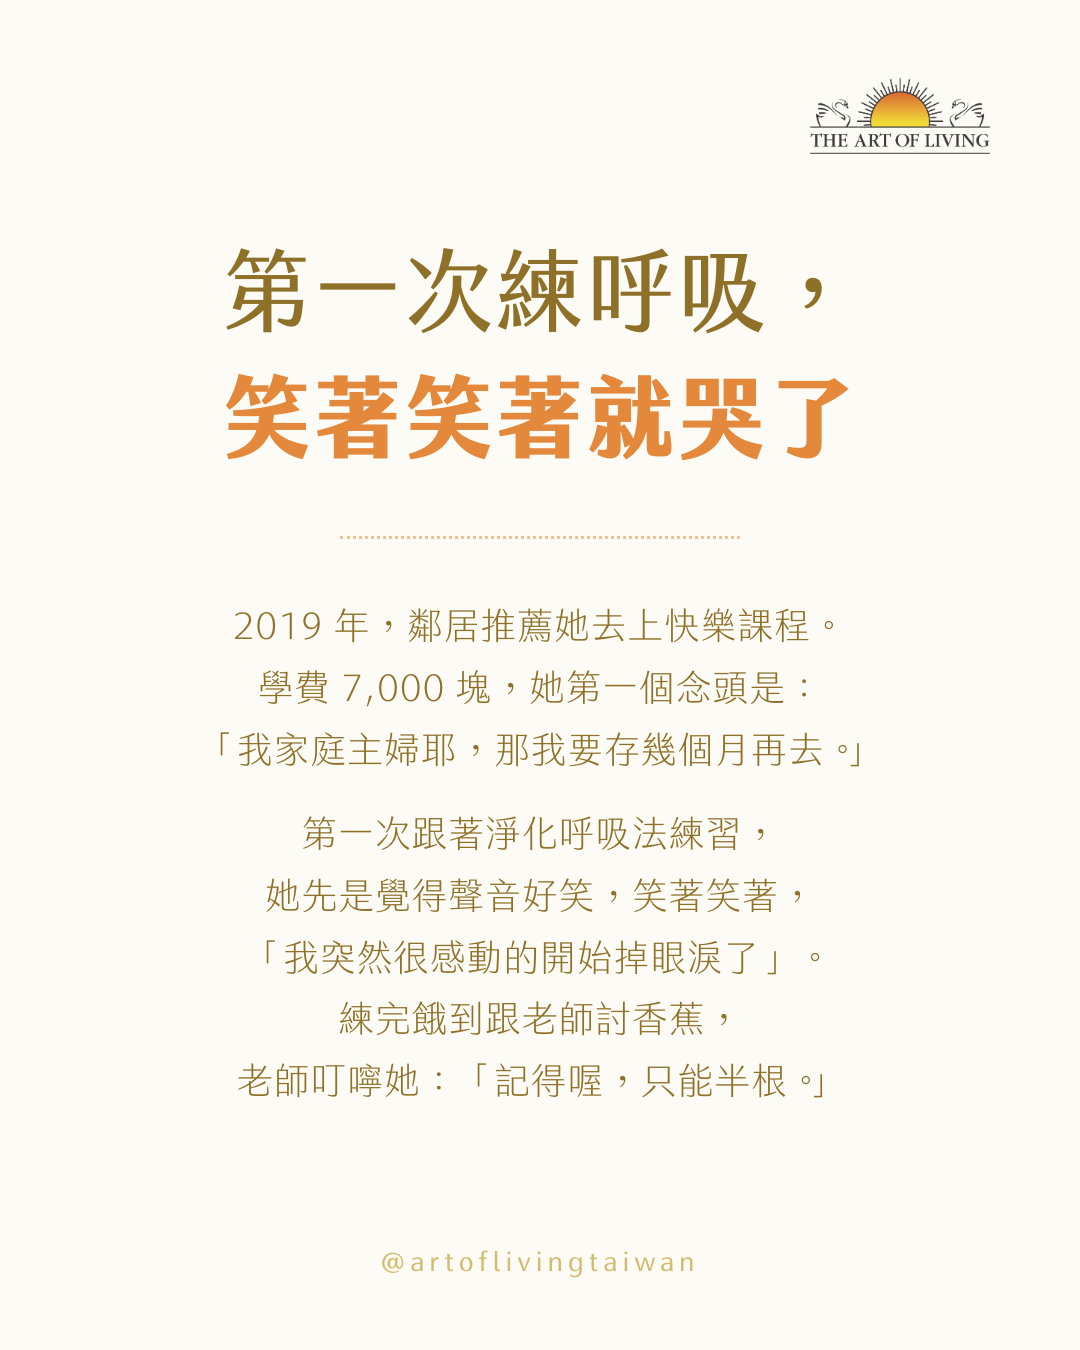 THE ART OF LIVING
第一次練呼吸，
笑著笑著就哭了
2019 年，鄰居推薦她去上快樂課程。
學費 7,000 塊，她第一個念頭是：
「我家庭主婦耶，那我要存幾個月再去。」
第一次跟著淨化呼吸法練習，
她先是覺得聲音好笑，笑著笑著，
「我突然很感動的開始掉眼淚了」。
練完餓到跟老師討香蕉，
老師叮嚀她：「記得喔，只能半根。」
@artoflivingtaiwan